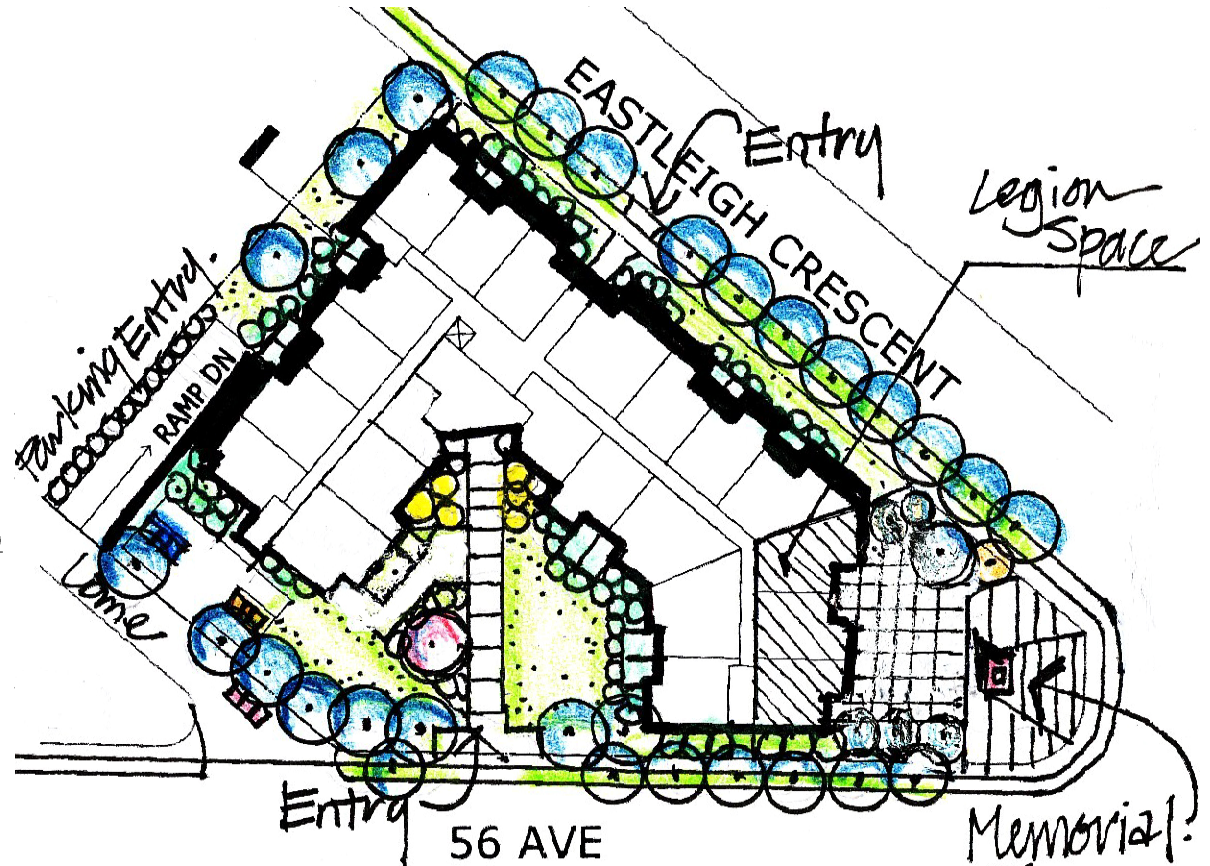 EASTLEIGH CRESCENT
Entry
Legion
Space
Parking Entry.
RAMP DN
Entry
56 AVE
Memorial